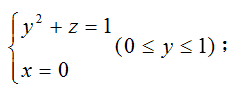 { y² + z = 1
x = 0 (0 ≤ y ≤ 1) ;